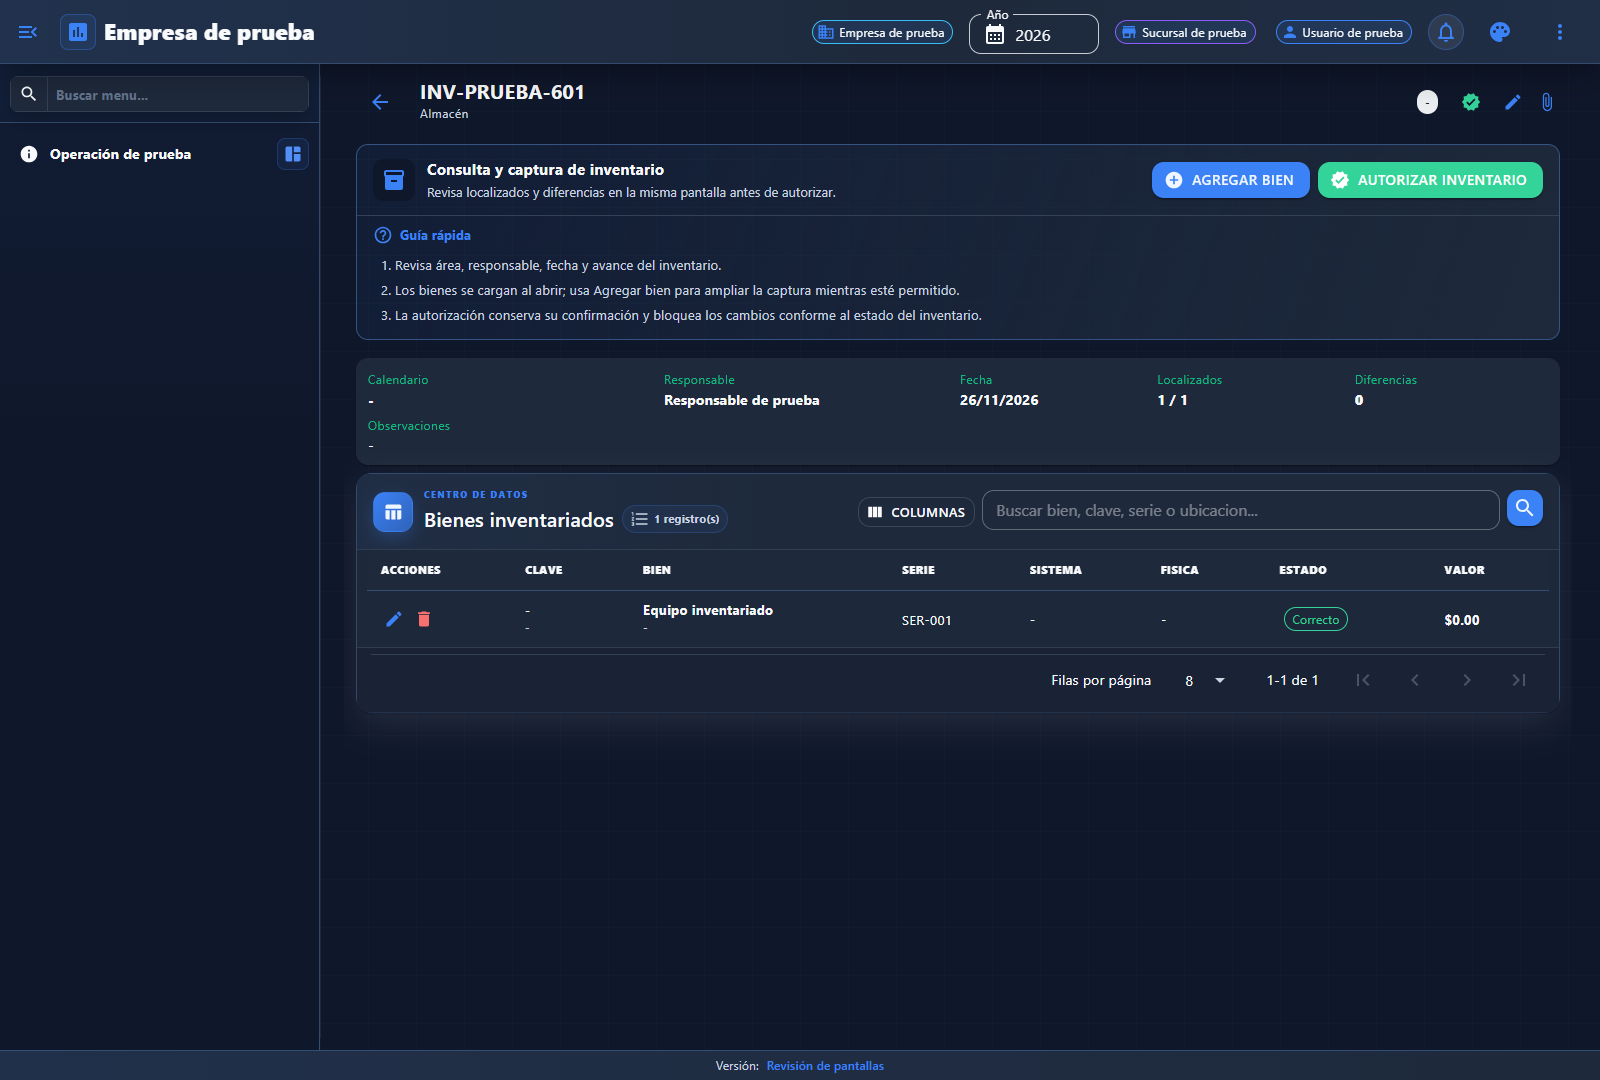 Empresa de prueba
Empresa de prueba
Año
2026
Sucursal de prueba
Usuario de prueba
Buscar menu...
Operación de prueba
INV-PRUEBA-601
Almacén
-
Consulta y captura de inventario
Revisa localizados y diferencias en la misma pantalla antes de autorizar.
AGREGAR BIEN
AUTORIZAR INVENTARIO
Guía rápida
1. Revisa área, responsable, fecha y avance del inventario.
2. Los bienes se cargan al abrir; usa Agregar bien para ampliar la captura mientras esté permitido.
3. La autorización conserva su confirmación y bloquea los cambios conforme al estado del inventario.
Calendario
-
Responsable
Responsable de prueba
Fecha
26/11/2026
Localizados
1 / 1
Diferencias
0
Observaciones
-
CENTRO DE DATOS
Bienes inventariados
1 registro(s)
COLUMNAS
Buscar bien, clave, serie o ubicacion...
ACCIONES CLAVE BIEN SERIE SISTEMA FISICA ESTADO VALOR
- Equipo inventariado SER-001 - - Correcto $0.00
- -
Filas por página 8 1-1 de 1
Versión: Revisión de pantallas